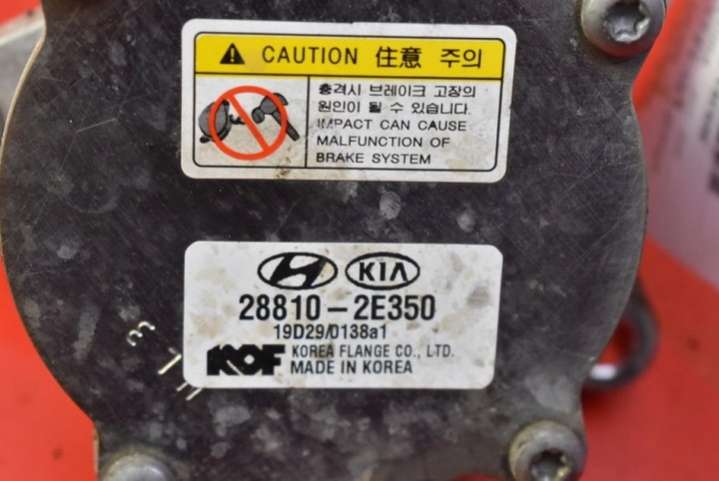 CAUTION 注意 주의
충격시 브레이크 고장의
원인이 될 수 있습니다.
IMPACT CAN CAUSE
MALFUNCTION OF
BRAKE SYSTEM
KIA
28810-2E350
19D29/0138a1
KOF KOREA FLANGE CO., LTD.
MADE IN KOREA